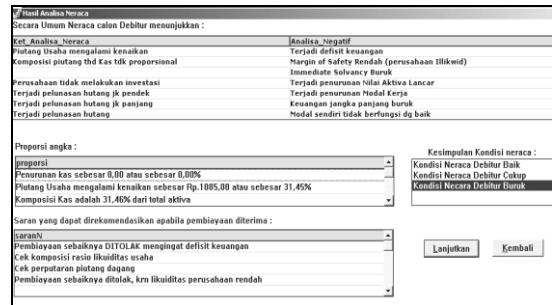 Hasil Analisa Neraca
Secara Umum Neraca calon Debitur menunjukkan :
Ket_Analisa_Neraca Analisa_Negatif
Piutang Usaha mengalami kenaikan Terjadi defisit keuangan
Komposisi piutang thd Kas tdk proporsional Margin of Safety Rendah (perusahaan Illikwid)
Immediate Solvancy Buruk
Perusahaan tidak melakukan investasi Terjadi penurunan Nilai Aktiva Lancar
Terjadi pelunasan hutang jk pendek Terjadi penurunan Modal Kerja
Terjadi pelunasan hutang jk panjang Keuangan jangka panjang buruk
Terjadi pelunasan hutang Modal sendiri tidak berfungsi dg baik
Proporsi angka :
proporsi
Penurunan kas sebesar 0,00 atau sebesar 0,00%
Piutang Usaha mengalami kenaikan sebesar Rp.1085,00 atau sebesar 31,45%
Komposisi Kas adalah 31,46% dari total aktiva
Kesimpulan Kondisi neraca :
Kondisi Neraca Debitur Baik
Kondisi Neraca Debitur Cukup
Kondisi Necara Debitur Buruk
Saran yang dapat direkomendasikan apabila pembiayaan diterima :
saranN
Pembiayaan sebaiknya DITOLAK mengingat defisit keuangan
Cek komposisi rasio likuiditas usaha
Cek perputaran piutang dagang
Pembiayaan sebaiknya ditolak, krn likuiditas perusahaan rendah
Lanjutkan Kembali